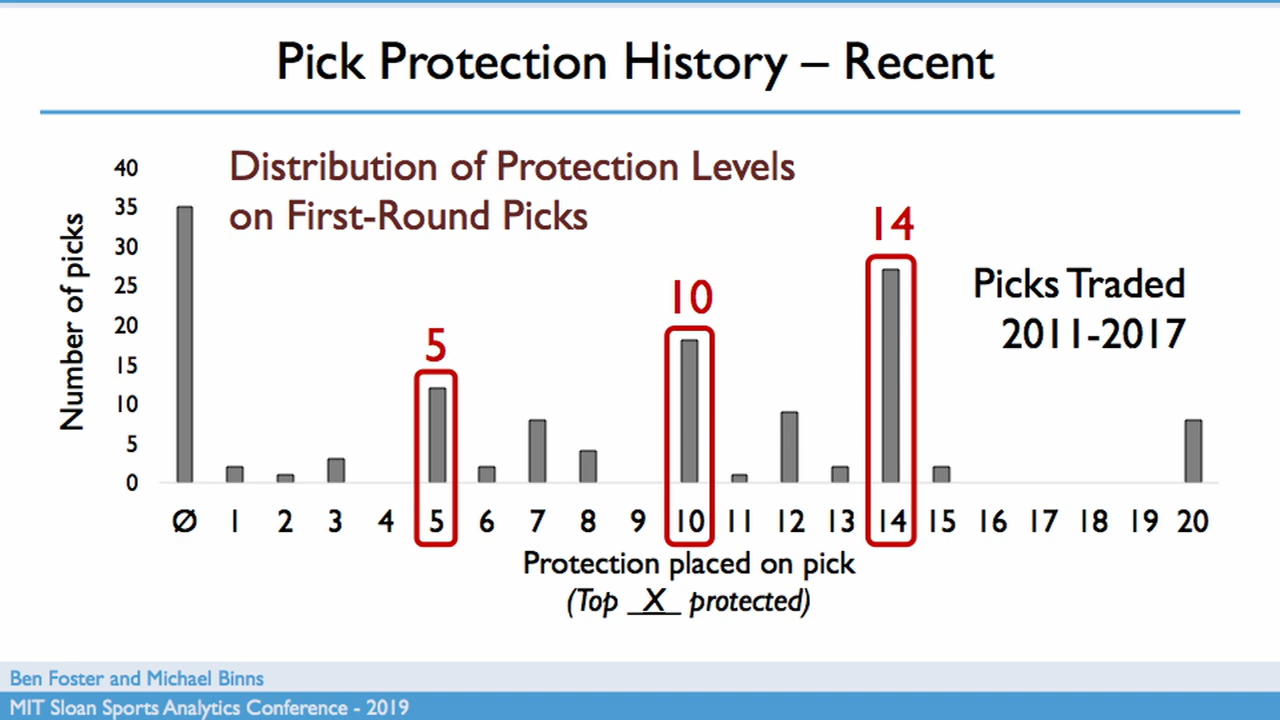 Pick Protection History – Recent
Distribution of Protection Levels
on First-Round Picks
Number of picks
40
35
30
25
20
15
10
5
0
5
10
14
Picks Traded
2011-2017
Ø 1 2 3 4 5 6 7 8 9 10 11 12 13 14 15 16 17 18 19 20
Protection placed on pick
(Top __X__ protected)
Ben Foster and Michael Binns
MIT Sloan Sports Analytics Conference - 2019